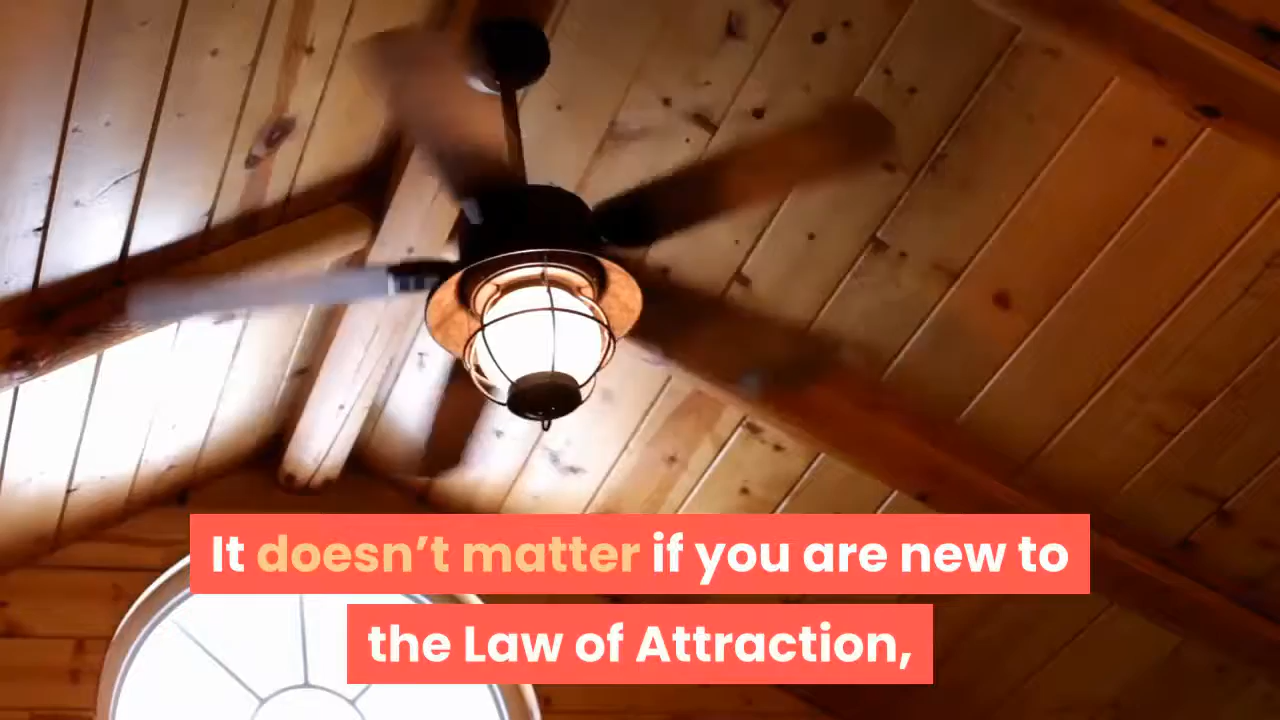 It doesn’t matter if you are new to
the Law of Attraction,